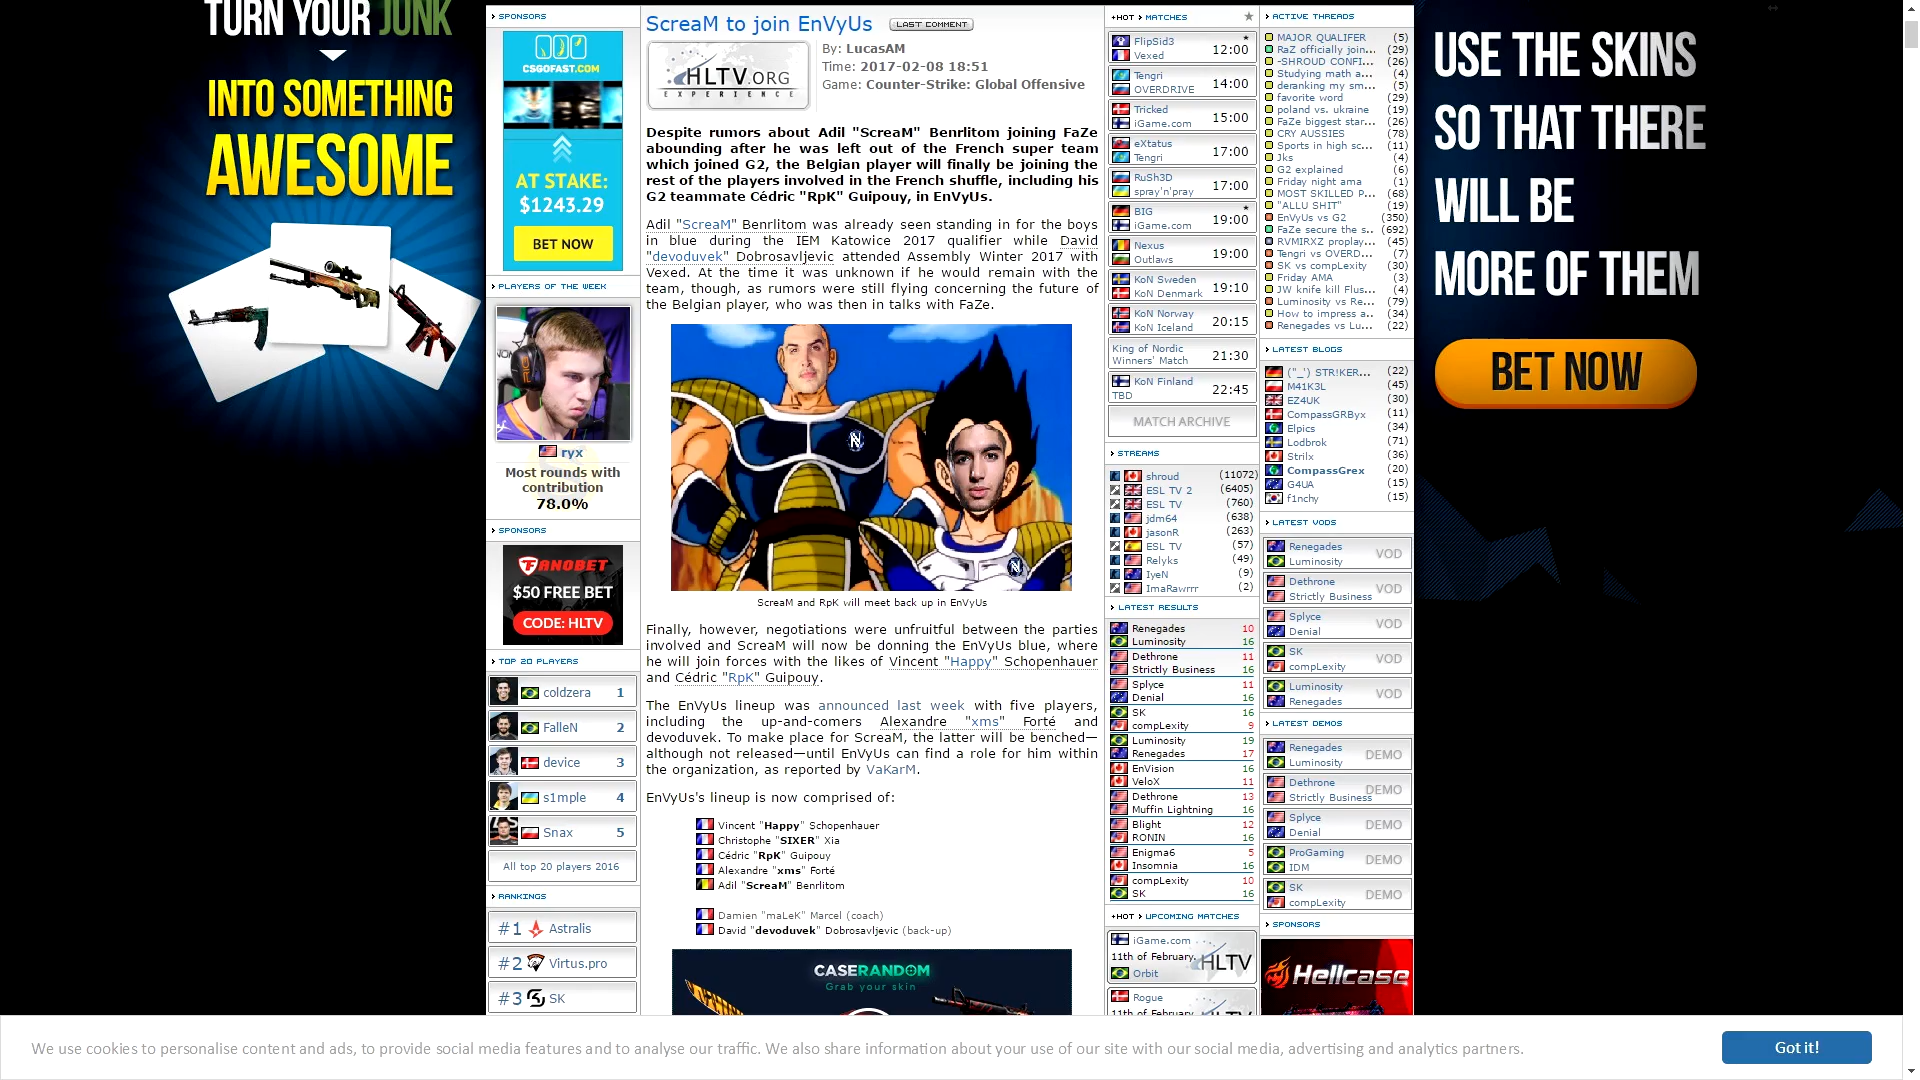 TURN YOUR JUNK
INTO SOMETHING
AWESOME
SPONSORS
CSGOFAST.COM
AT STAKE:
$1243.29
BET NOW
PLAYERS OF THE WEEK
ryx
Most rounds with
contribution
78.0%
SPONSORS
FANOBET
$50 FREE BET
CODE: HLTV
TOP 20 PLAYERS
coldzera 1
FalleN 2
device 3
s1mple 4
Snax 5
All top 20 players 2016
RANKINGS
#1 Astralis
#2 Virtus.pro
#3 SK
ScreaM to join EnVyUs LAST COMMENT
HLTV.ORG
EXPERIENCE
By: LucasAM
Time: 2017-02-08 18:51
Game: Counter-Strike: Global Offensive
Despite rumors about Adil "ScreaM" Benrlitom joining FaZe
abounding after he was left out of the French super team
which joined G2, the Belgian player will finally be joining the
rest of the players involved in the French shuffle, including his
G2 teammate Cédric "RpK" Guipouy, in EnVyUs.
Adil "ScreaM" Benrlitom was already seen standing in for the boys
in blue during the IEM Katowice 2017 qualifier while David
"devoduvek" Dobrosavljevic attended Assembly Winter 2017 with
Vexed. At the time it was unknown if he would remain with the
team, though, as rumors were still flying concerning the future of
the Belgian player, who was then in talks with FaZe.
ScreaM and RpK will meet back up in EnVyUs
Finally, however, negotiations were unfruitful between the parties
involved and ScreaM will now be donning the EnVyUs blue, where
he will join forces with the likes of Vincent "Happy" Schopenhauer
and Cédric "RpK" Guipouy.
The EnVyUs lineup was announced last week with five players,
including the up-and-comers Alexandre "xms" Forté and
devoduvek. To make place for ScreaM, the latter will be benched—
although not released—until EnVyUs can find a role for him within
the organization, as reported by VaKarM.
EnVyUs's lineup is now comprised of:
Vincent "Happy" Schopenhauer
Christophe "SIXER" Xia
Cédric "RpK" Guipouy
Alexandre "xms" Forté
Adil "ScreaM" Benrlitom
Damien "maLeK" Marcel (coach)
David "devoduvek" Dobrosavljevic (back-up)
CASERANDOM
Grab your skin
+HOT MATCHES
FlipSid3
Vexed 12:00
Tengri
OVERDRIVE 14:00
Tricked
iGame.com 15:00
eXtatus
Tengri 17:00
RuSh3D
spray'n'pray 17:00
BIG
iGame.com 19:00
Nexus
Outlaws 19:00
KoN Sweden
KoN Denmark 19:10
KoN Norway
KoN Iceland 20:15
King of Nordic
Winners' Match 21:30
KoN Finland
TBD 22:45
MATCH ARCHIVE
STREAMS
shroud (11072)
ESL TV 2 (6405)
ESL TV (760)
jdm64 (638)
jasonR (263)
ESL TV (57)
Relyks (49)
IyeN (9)
ImaRawrrr (2)
LATEST RESULTS
Renegades 10
Luminosity 16
Dethrone 11
Strictly Business 16
Splyce 11
Denial 16
SK 16
compLexity 9
Luminosity 19
Renegades 17
EnVision 16
VeloX 11
Dethrone 13
Muffin Lightning 16
Blight 12
RONIN 16
Enigma6 5
Insomnia 16
compLexity 10
SK 16
+HOT UPCOMING MATCHES
iGame.com
11th of February.
Orbit
HLTV
Rogue
11th of February
HLTV
ACTIVE THREADS
MAJOR QUALIFER (5)
RaZ officially join... (29)
-SHROUD CONFI... (26)
Studying math a... (4)
deranking my sm... (5)
favorite word (29)
poland vs. ukraine (19)
FaZe biggest star... (26)
CRY AUSSIES (78)
Sports in high sc... (11)
Jks (4)
G2 explained (6)
Friday night ama (1)
MOST SKILLED P... (68)
"ALLU SHIT" (19)
EnVyUs vs G2 (350)
FaZe secure the s.. (692)
RVMIRXZ proplay... (45)
Tengri vs OVERD... (7)
SK vs compLexity (30)
Friday AMA (3)
JW knife kill Flus... (4)
Luminosity vs Re... (79)
How to impress a.. (34)
Renegades vs Lu... (22)
LATEST BLOGS
("_') STR!KER... (22)
M41K3L (45)
EZ4UK (30)
CompassGRByx (11)
Elpics (34)
Lodbrok (71)
Strilx (36)
CompassGrex (20)
G4UA (15)
f1nchy (15)
LATEST VODS
Renegades
Luminosity VOD
Dethrone
Strictly Business VOD
Splyce
Denial VOD
SK
compLexity VOD
Luminosity
Renegades VOD
LATEST DEMOS
Renegades
Luminosity DEMO
Dethrone
Strictly Business DEMO
Splyce
Denial DEMO
ProGaming
IDM DEMO
SK
compLexity DEMO
SPONSORS
Hellcase
USE THE SKINS
SO THAT THERE
WILL BE
MORE OF THEM
BET NOW
We use cookies to personalise content and ads, to provide social media features and to analyse our traffic. We also share information about your use of our site with our social media, advertising and analytics partners.
Got it!